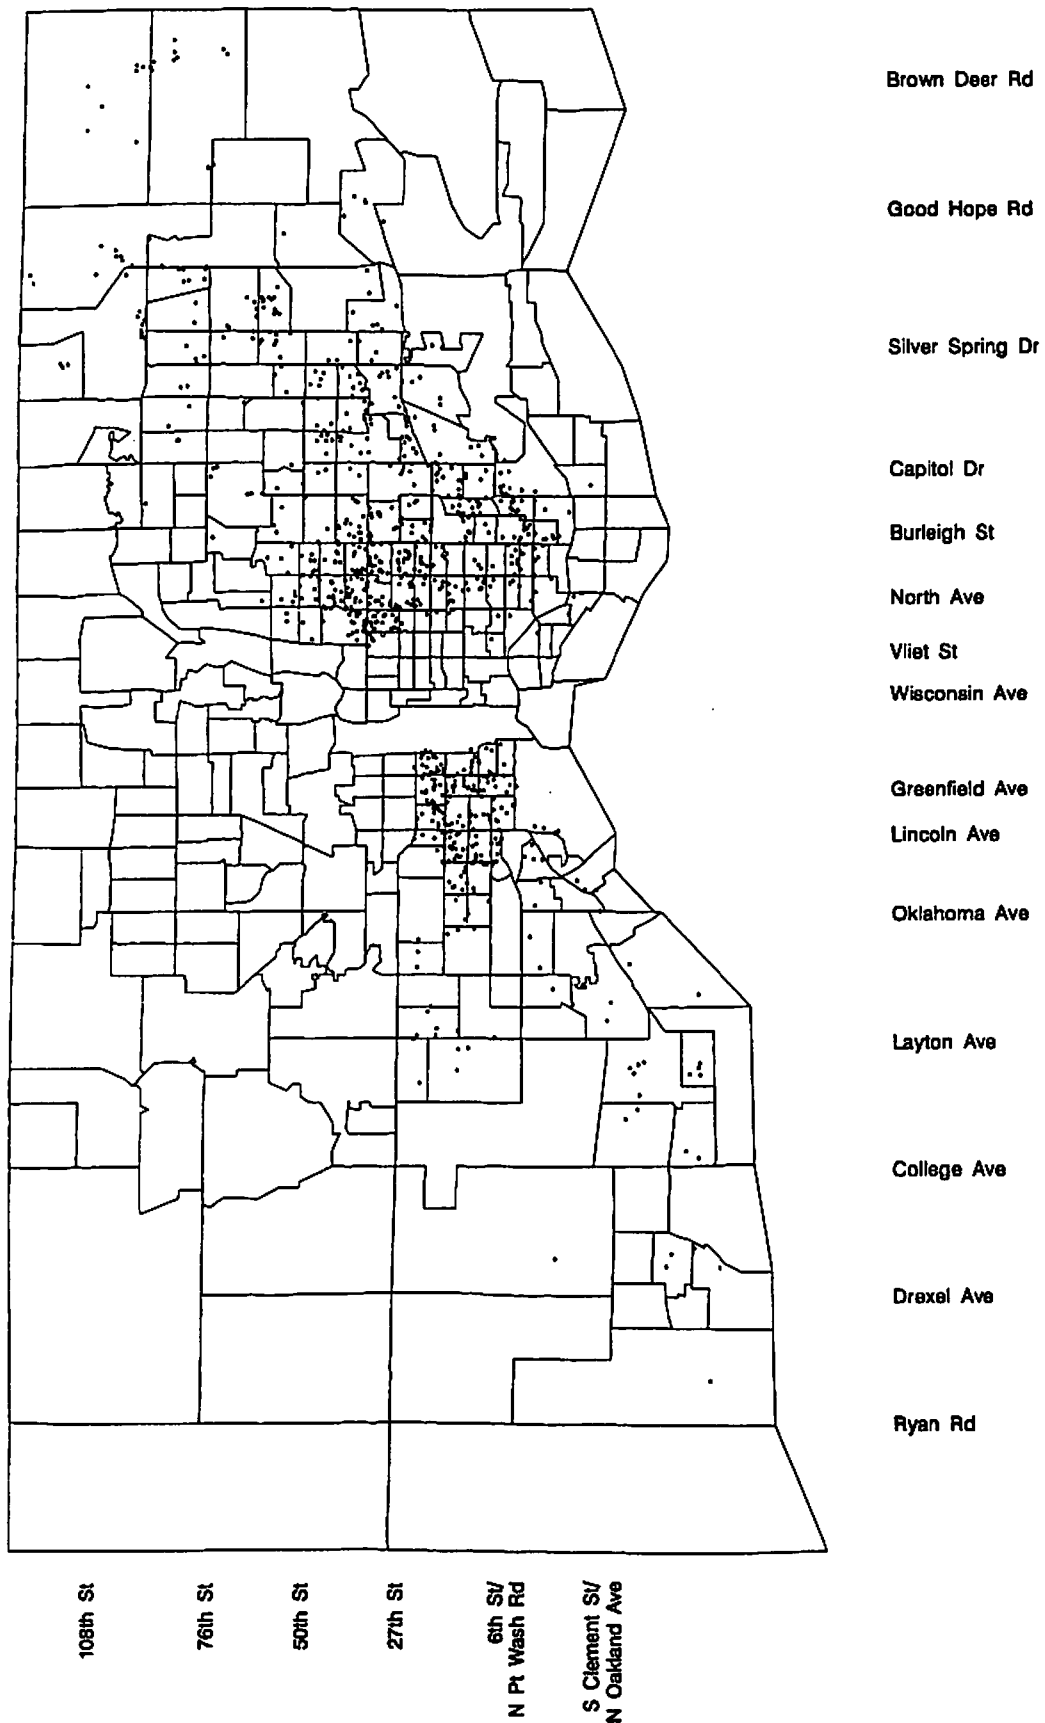 Brown Deer Rd
Good Hope Rd
Silver Spring Dr
Capitol Dr
Burleigh St
North Ave
Vliet St
Wisconsin Ave
Greenfield Ave
Lincoln Ave
Oklahoma Ave
Layton Ave
College Ave
Drexel Ave
Ryan Rd
108th St
76th St
50th St
27th St
6th St/
N Pt Wash Rd
S Clement St/
N Oakland Ave